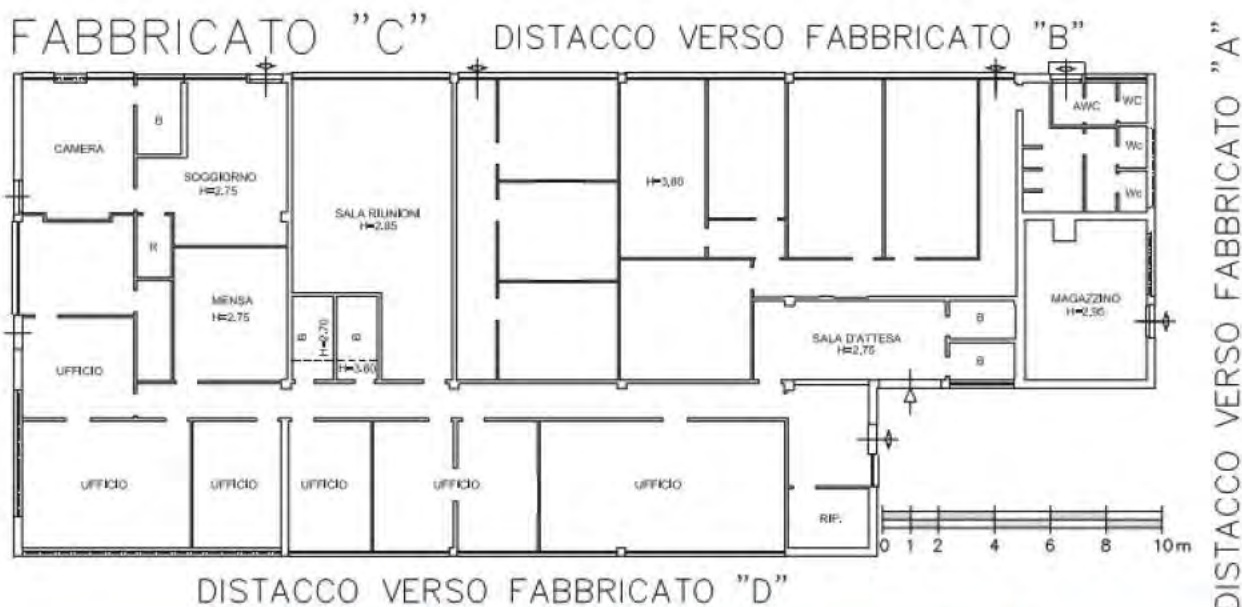 FABBRICATO "C"
DISTACCO VERSO FABBRICATO "B"
DISTACCO VERSO FABBRICATO "A"
CAMERA
B
SOGGIORNO
H=2.75
SALA RIUNIONI
H=2.85
H=3,60
AWC
WC
Wc
Wc
R
MENSA
H=2.75
B
H=2.70
B
H=3.60
SALA D'ATTESA
H=2,75
B
B
MAGAZZINO
H=2,95
UFFICIO
UFFICIO
UFFICIO
UFFICIO
UFFICIO
UFFICIO
RIP.
0 1 2 4 6 8 10m
DISTACCO VERSO FABBRICATO "D"